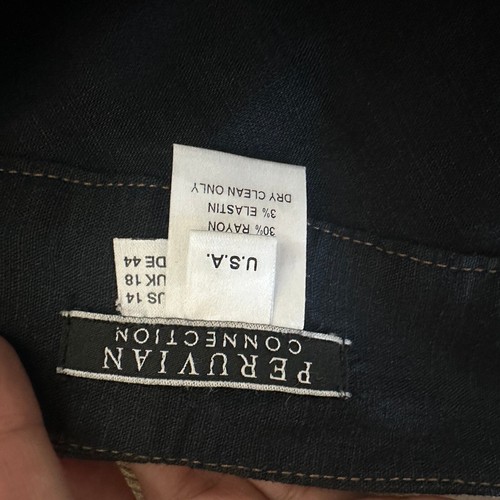 PERUVIAN
CONNECTION
US 14
UK 18
DE 44
U.S.A.
30% RAYON
3% ELASTIN
DRY CLEAN ONLY